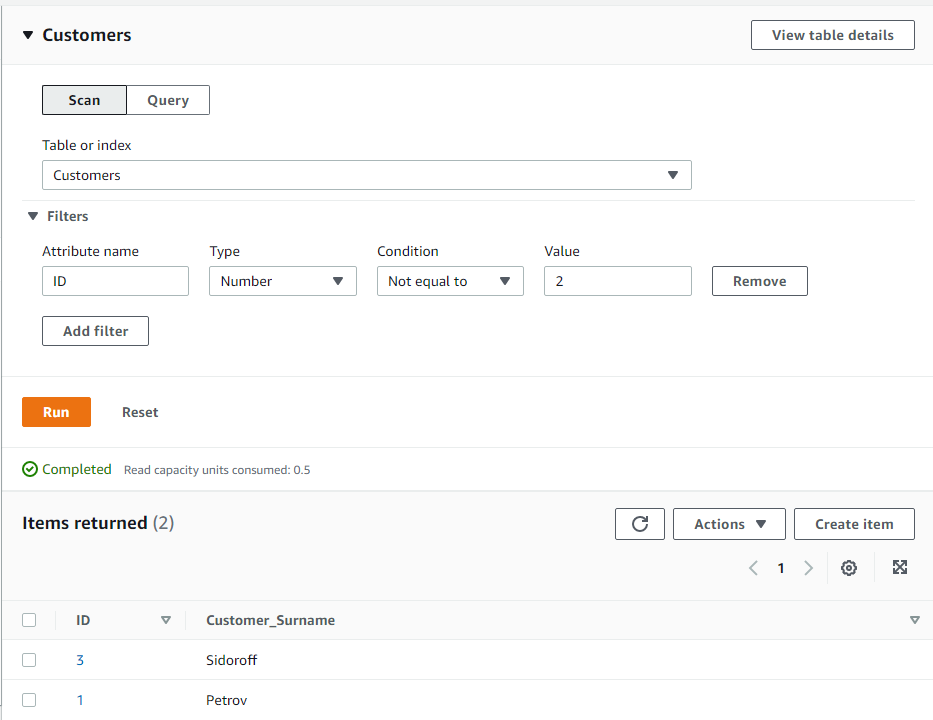 Customers
View table details
Scan
Query
Table or index
Customers
Filters
Attribute name
Type
Condition
Value
ID
Number
Not equal to
2
Remove
Add filter
Run
Reset
Completed
Read capacity units consumed: 0.5
Items returned (2)
Actions
Create item
1
ID
Customer_Surname
3
Sidoroff
1
Petrov